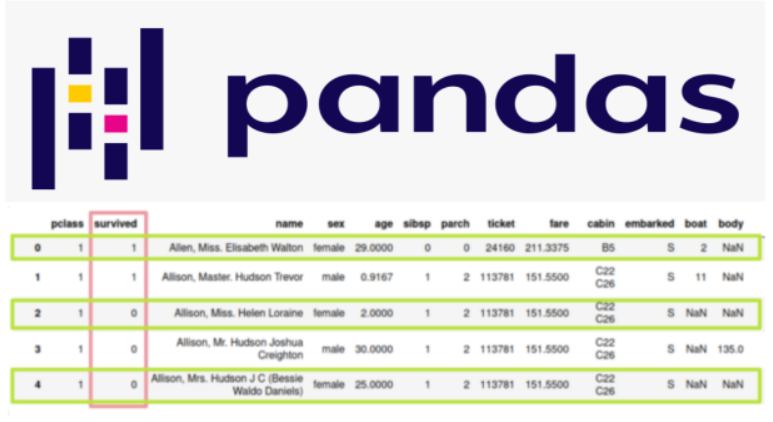 pandas
pclass survived name sex age sibsp parch ticket fare cabin embarked boat body
0 1 1 Allen, Miss. Elisabeth Walton female 29.0000 0 0 24160 211.3375 B5 S 2 NaN
1 1 1 Allison, Master. Hudson Trevor male 0.9167 1 2 113781 151.5500 C22
C26 S 11 NaN
2 1 0 Allison, Miss. Helen Loraine female 2.0000 1 2 113781 151.5500 C22
C26 S NaN NaN
3 1 0 Allison, Mr. Hudson Joshua
Creighton male 30.0000 1 2 113781 151.5500 C22
C26 S NaN 135.0
4 1 0 Allison, Mrs. Hudson J C (Bessie
Waldo Daniels) female 25.0000 1 2 113781 151.5500 C22
C26 S NaN NaN